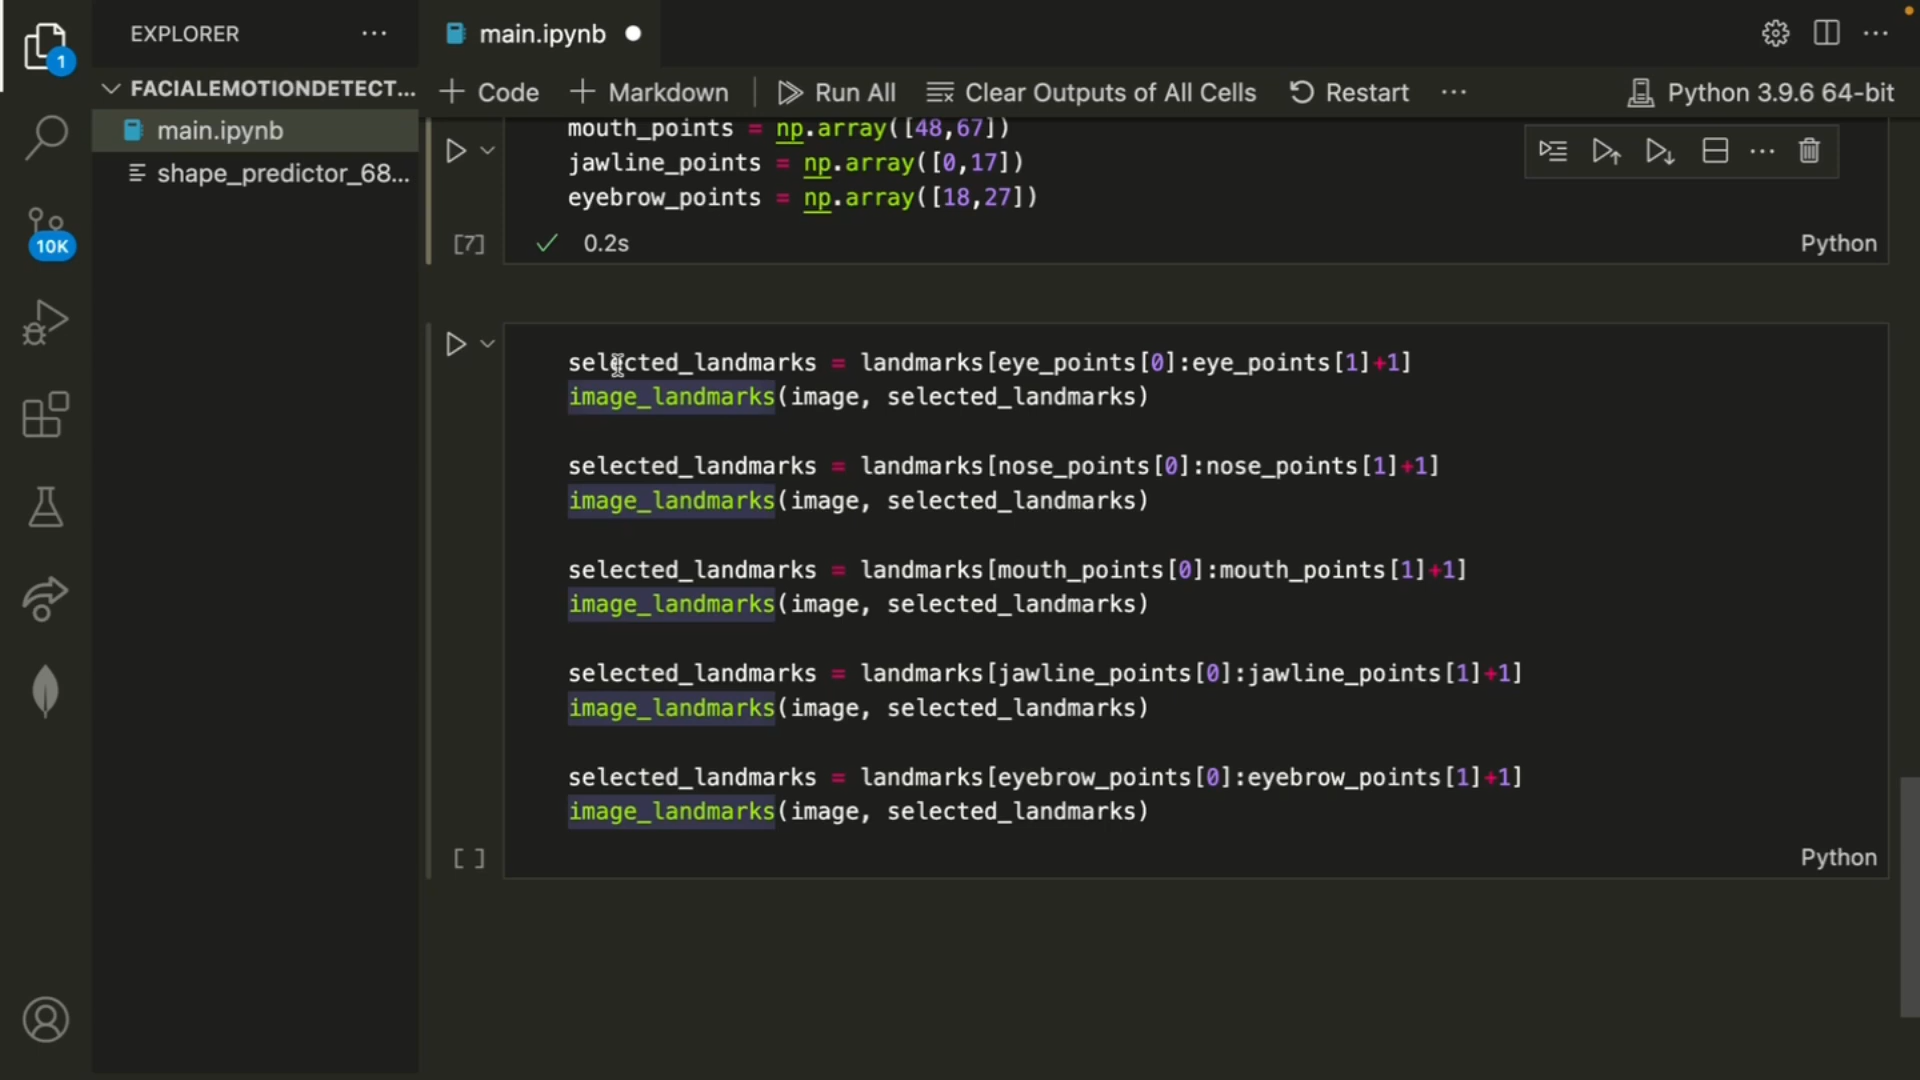 EXPLORER
main.ipynb
1
FACIALEMOTIONDETECT...
Code
Markdown
Run All
Clear Outputs of All Cells
Restart
Python 3.9.6 64-bit
main.ipynb
shape_predictor_68...
10K
mouth_points = np.array([48,67])
jawline_points = np.array([0,17])
eyebrow_points = np.array([18,27])
[7]
0.2s
Python
selected_landmarks = landmarks[eye_points[0]:eye_points[1]+1]
image_landmarks(image, selected_landmarks)
selected_landmarks = landmarks[nose_points[0]:nose_points[1]+1]
image_landmarks(image, selected_landmarks)
selected_landmarks = landmarks[mouth_points[0]:mouth_points[1]+1]
image_landmarks(image, selected_landmarks)
selected_landmarks = landmarks[jawline_points[0]:jawline_points[1]+1]
image_landmarks(image, selected_landmarks)
selected_landmarks = landmarks[eyebrow_points[0]:eyebrow_points[1]+1]
image_landmarks(image, selected_landmarks)
[ ]
Python